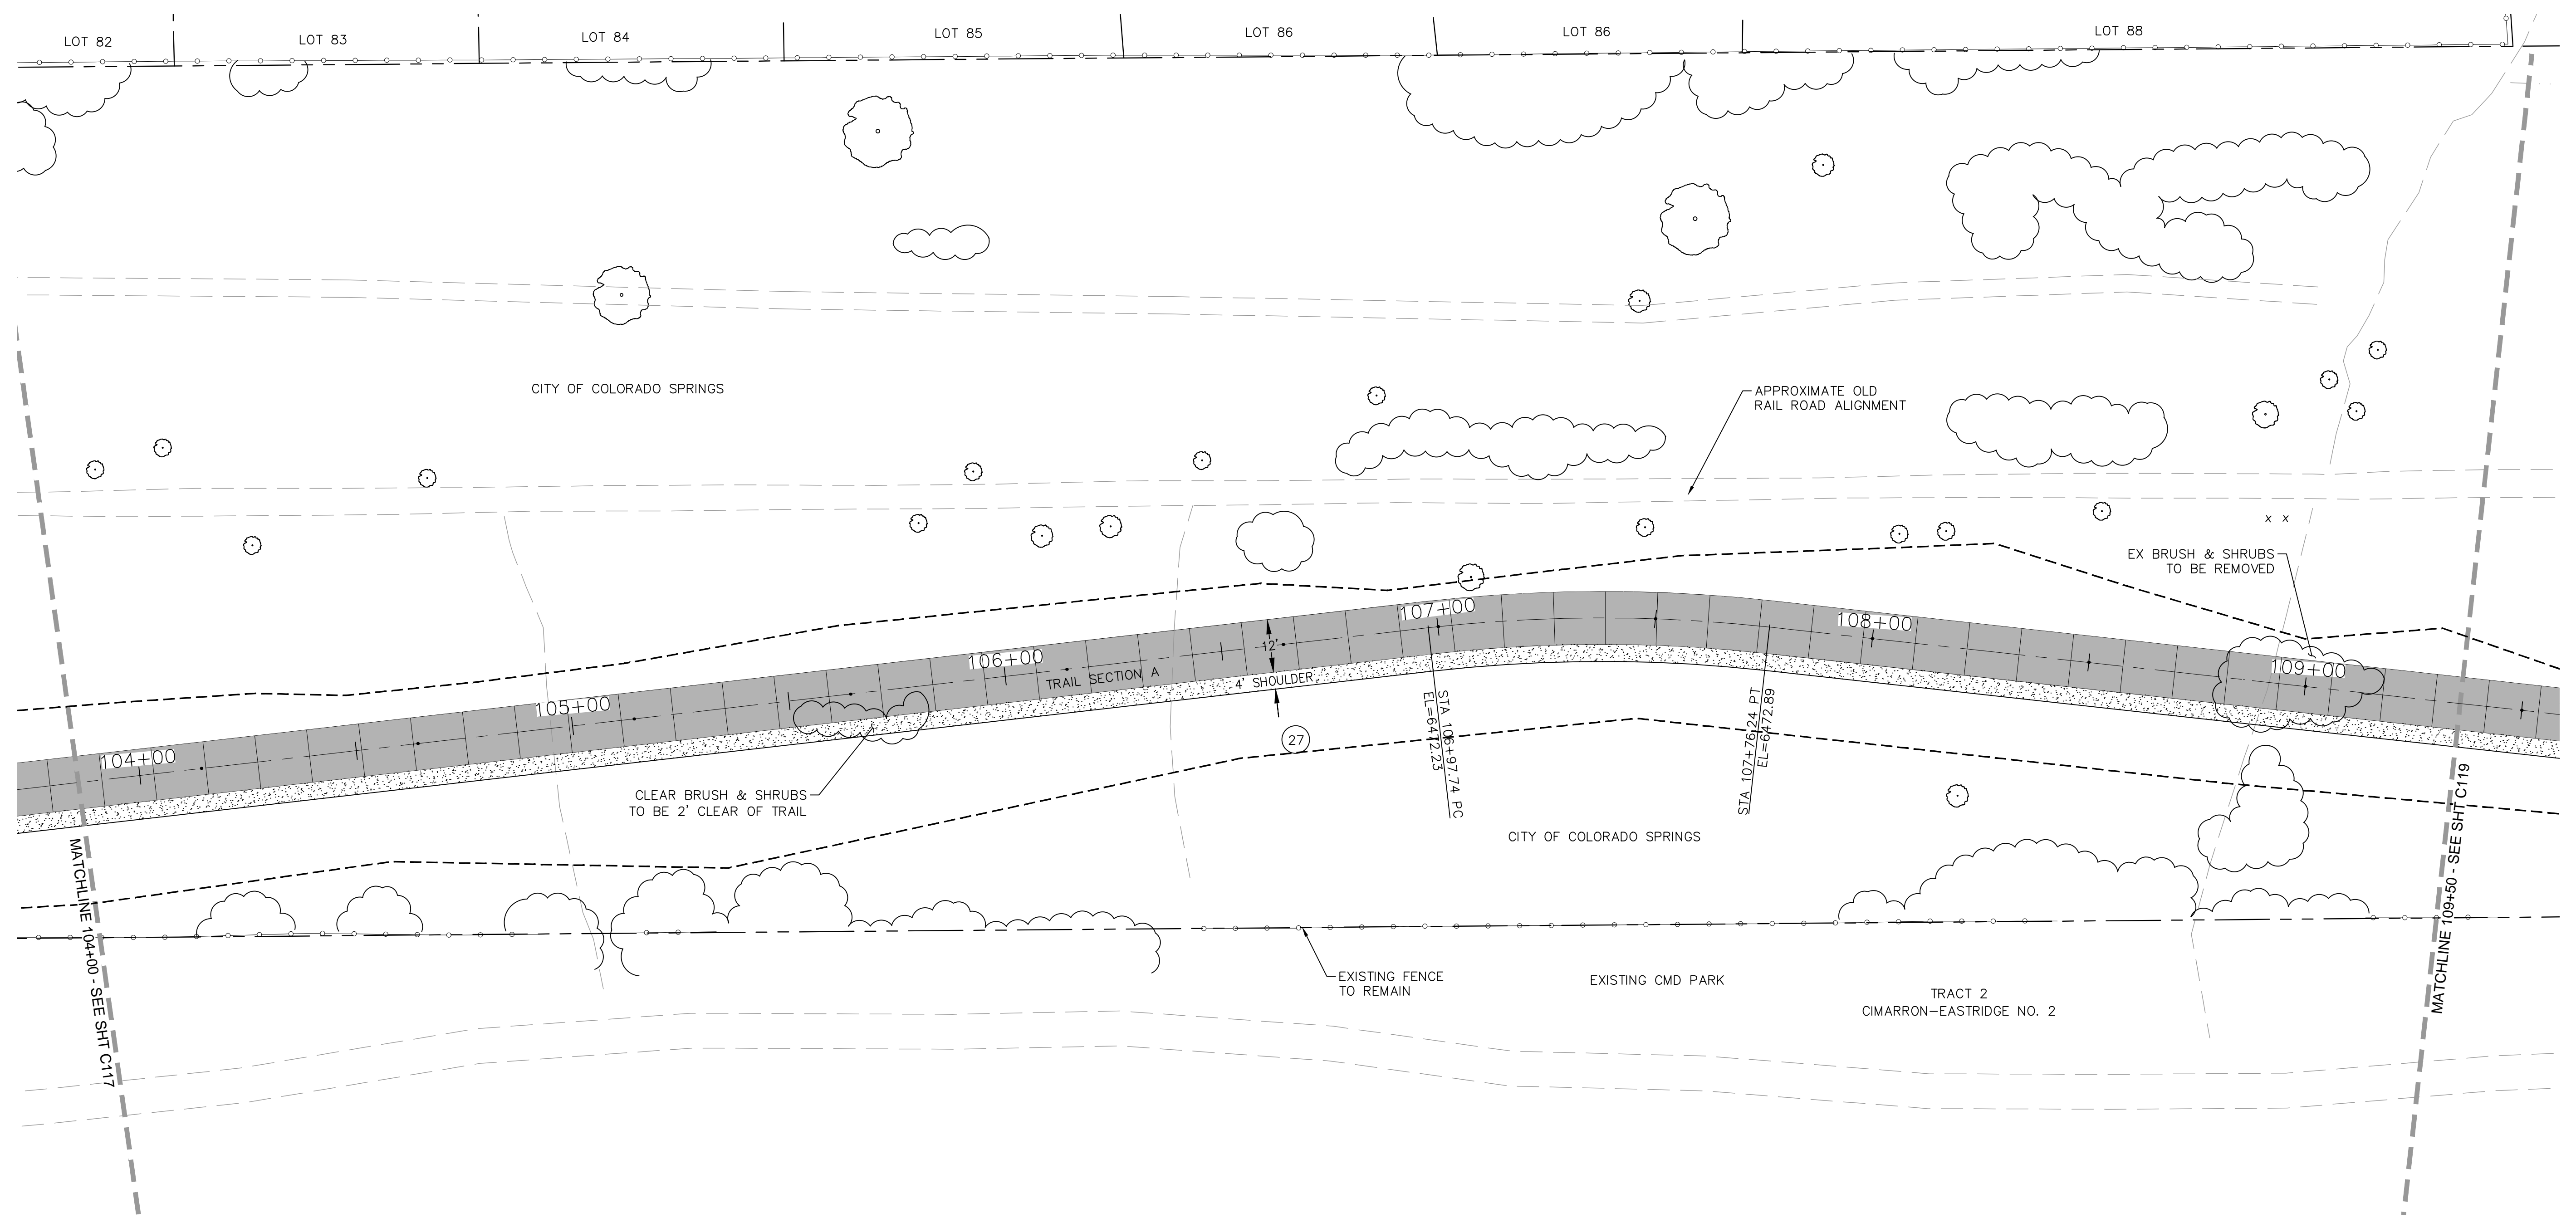 LOT 82
LOT 83
LOT 84
LOT 85
LOT 86
LOT 86
LOT 88
CITY OF COLORADO SPRINGS
APPROXIMATE OLD
RAIL ROAD ALIGNMENT
x x
EX BRUSH & SHRUBS
TO BE REMOVED
104+00
105+00
106+00
107+00
108+00
109+00
TRAIL SECTION A
12'
4' SHOULDER
27
STA 106+97.74 PC
EL=6472.23
STA 107+76.24 PT
EL=6472.89
CLEAR BRUSH & SHRUBS
TO BE 2' CLEAR OF TRAIL
CITY OF COLORADO SPRINGS
MATCHLINE 104+00 - SEE SHT C117
MATCHLINE 109+50 - SEE SHT C119
EXISTING FENCE
TO REMAIN
EXISTING CMD PARK
TRACT 2
CIMARRON-EASTRIDGE NO. 2